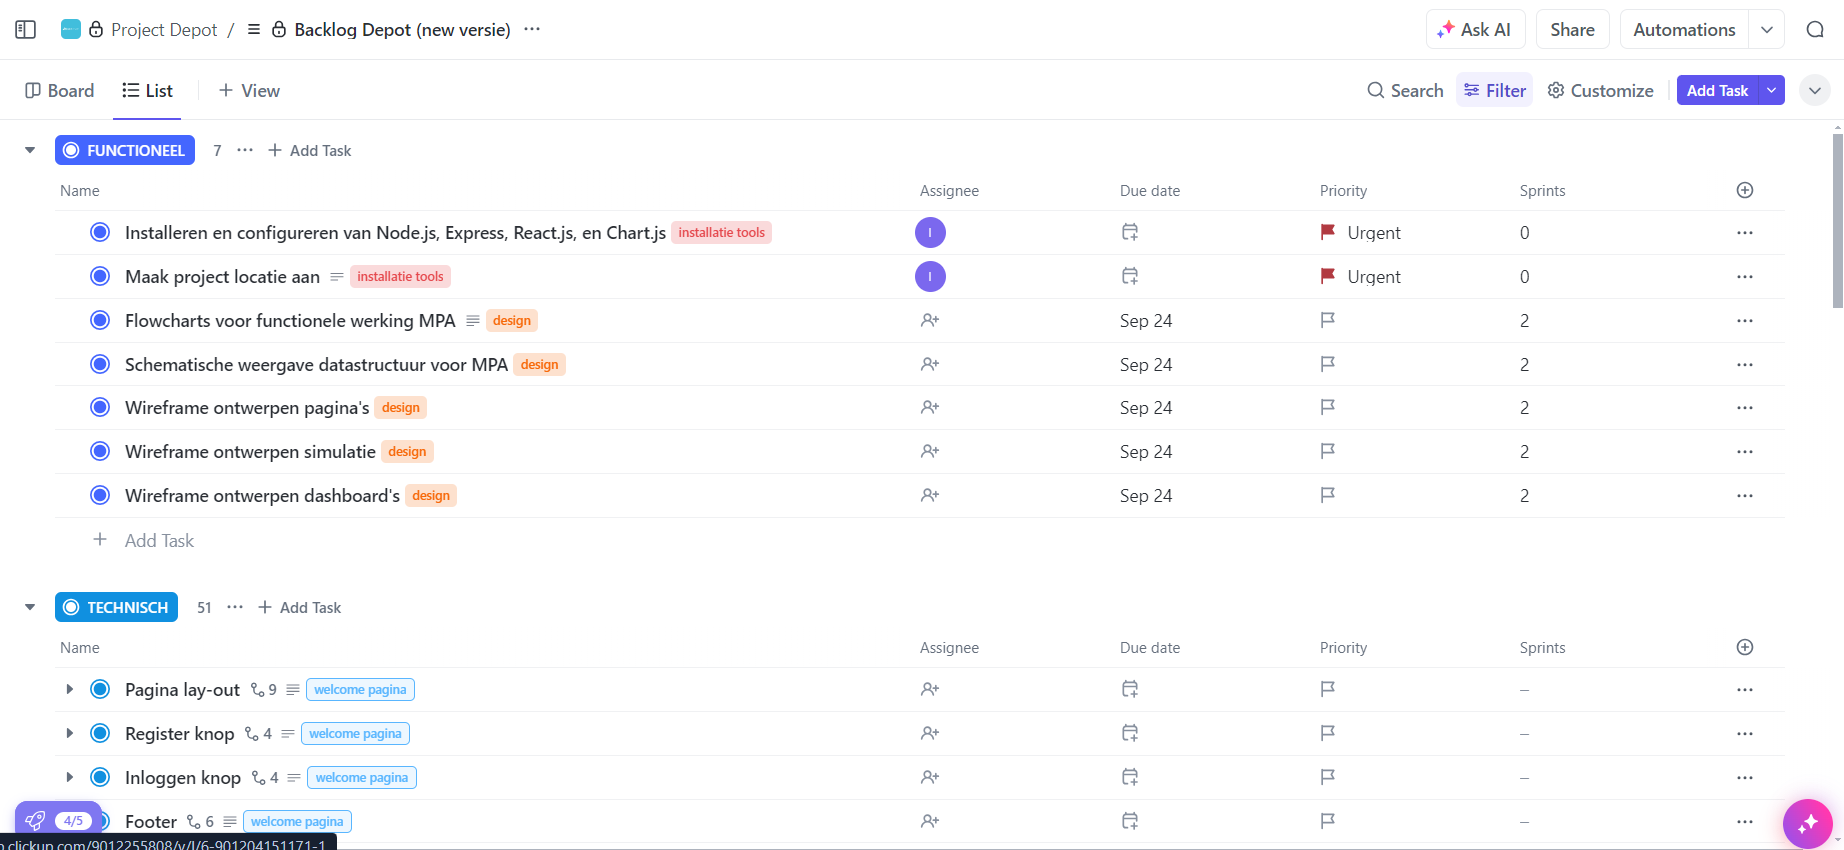 Project Depot / Backlog Depot (new versie) ...
Ask AI
Share
Automations
Board
List
+ View
Search
Filter
Customize
Add Task
FUNCTIONEEL 7 ... + Add Task
Name Assignee Due date Priority Sprints
Installeren en configureren van Node.js, Express, React.js, en Chart.js installatie tools I Urgent 0 ...
Maak project locatie aan installatie tools I Urgent 0 ...
Flowcharts voor functionele werking MPA design Sep 24 2 ...
Schematische weergave datastructuur voor MPA design Sep 24 2 ...
Wireframe ontwerpen pagina's design Sep 24 2 ...
Wireframe ontwerpen simulatie design Sep 24 2 ...
Wireframe ontwerpen dashboard's design Sep 24 2 ...
+ Add Task
TECHNISCH 51 ... + Add Task
Name Assignee Due date Priority Sprints
Pagina lay-out 9 welcome pagina – ...
Register knop 4 welcome pagina – ...
Inloggen knop 4 welcome pagina – ...
4/5
Footer 6 welcome pagina – ...
.clickup.com/9012255808/v/l/6-901204151171-1